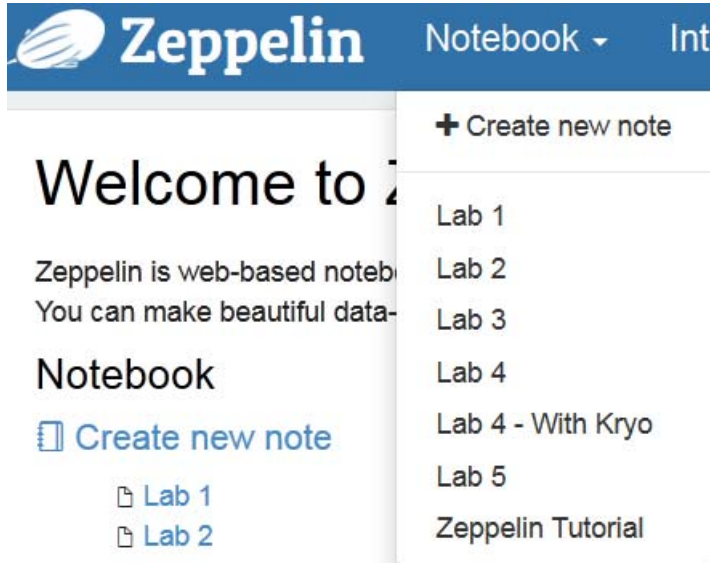 Zeppelin Notebook Int
Create new note
Lab 1
Lab 2
Lab 3
Lab 4
Lab 4 - With Kryo
Lab 5
Zeppelin Tutorial
Welcome to
Zeppelin is web-based noteb
You can make beautiful data-
Notebook
Create new note
Lab 1
Lab 2